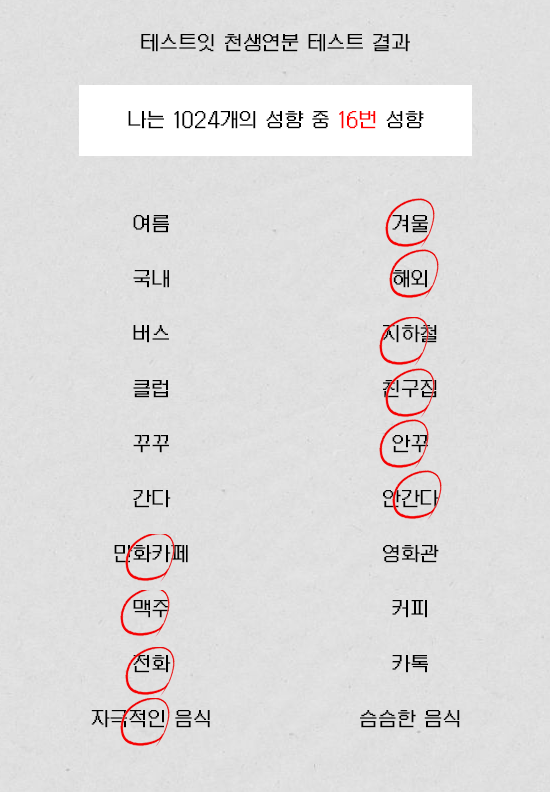 테스트잇 천생연분 테스트 결과
나는 1024개의 성향 중 16번 성향
여름 겨울
국내 해외
버스 지하철
클럽 친구집
꾸꾸 안꾸
간다 안간다
만화카페 영화관
맥주 커피
전화 카톡
자극적인 음식 슴슴한 음식